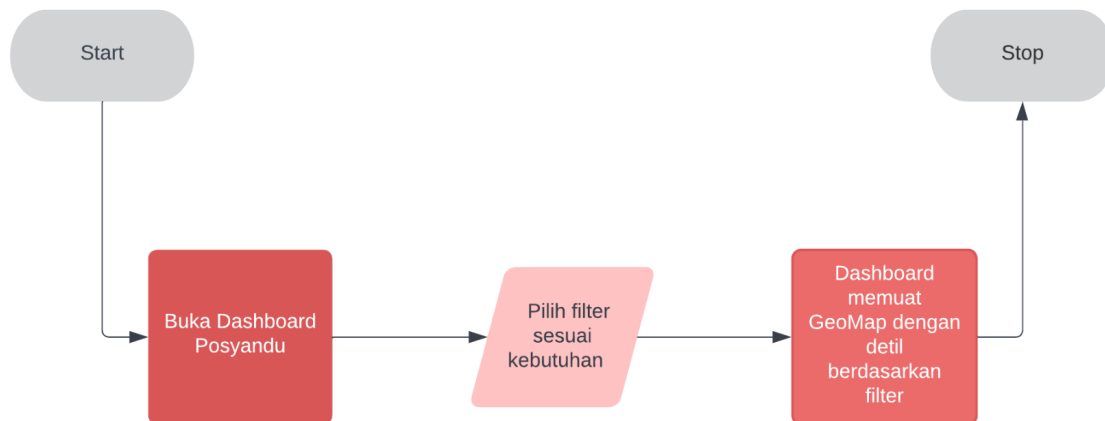 Start
Stop
Buka Dashboard
Posyandu
Pilih filter
sesuai
kebutuhan
Dashboard
memuat
GeoMap dengan
detil
berdasarkan
filter